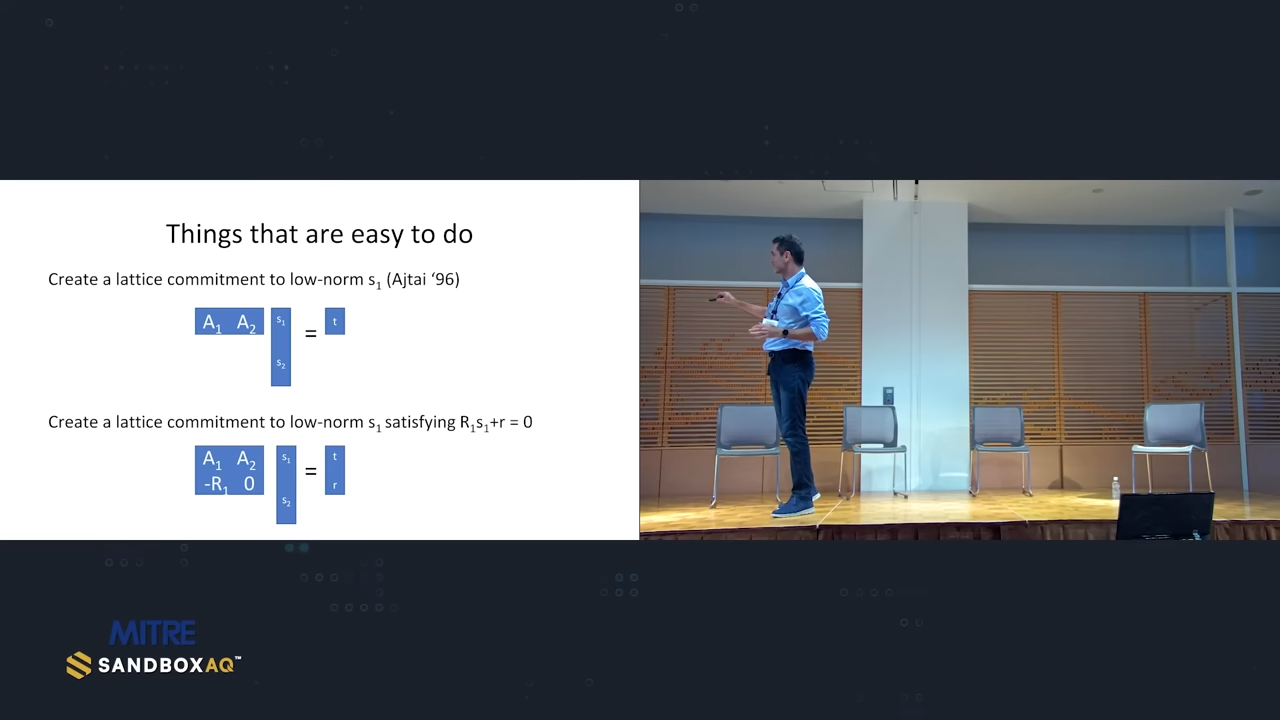 Things that are easy to do
Create a lattice commitment to low-norm s₁ (Ajtai ‘96)
A₁ A₂
s₁
s₂
=
t
Create a lattice commitment to low-norm s₁ satisfying R₁s₁+r = 0
A₁ A₂
-R₁ 0
s₁
s₂
=
t
r
MITRE
SANDBOXAQ™